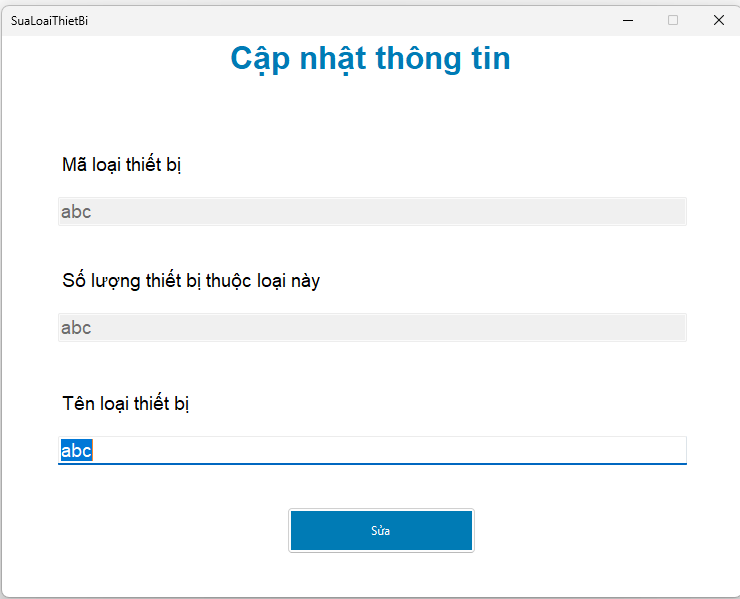 SuaLoaiThietBi
Cập nhật thông tin
Mã loại thiết bị
abc
Số lượng thiết bị thuộc loại này
abc
Tên loại thiết bị
abc
Sửa